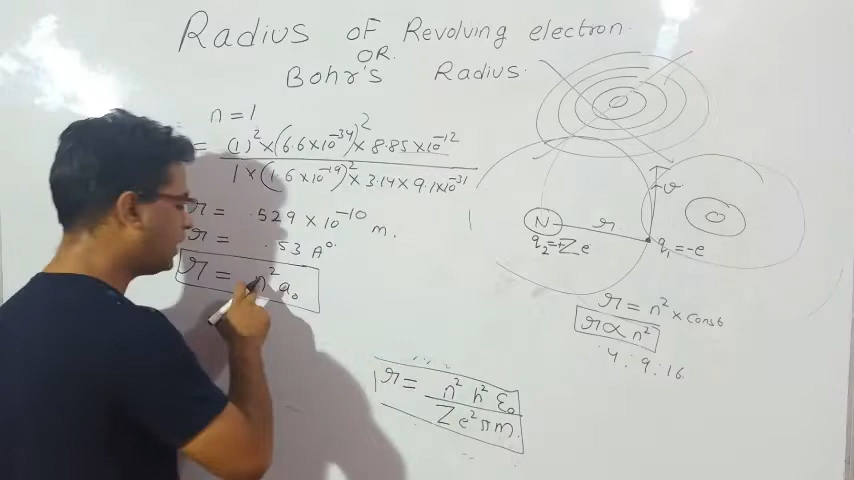 Radius of Revolving electron
OR
Bohr's Radius
n = 1
= (1)² × (6.6×10⁻³⁴)² × 8.85×10⁻¹²
1 × (1.6×10⁻¹⁹)² × 3.14 × 9.1×10⁻³¹
r = .529 × 10⁻¹⁰ m.
r = .53 A°
r = n² a₀
r = n² h² ε₀
Z e² π m
N
r
v
q₂=+Ze
q₁=-e
r = n² × Const
r ∝ n²
4 : 9 : 16